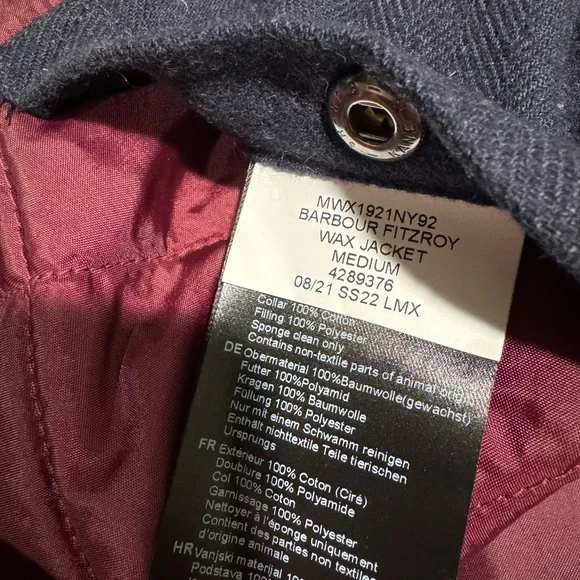 KANE
MWX1921NY92
BARBOUR FITZROY
WAX JACKET
MEDIUM
4289376
08/21 SS22 LMX
Collar 100% Cotton
Filling 100% Polyester
Sponge clean only
Contains non-textile parts of animal origin
DE Obermaterial 100%Baumwolle(gewachst)
Futter 100%Polyamid
Kragen 100% Baumwolle
Füllung 100% Polyester
Nur mit einem Schwamm reinigen
Enthält nichttextile Teile tierischen
Ursprungs
FR Extérieur 100% Coton (Ciré)
Doublure 100% Polyamide
Col 100% Coton
Garnissage 100% Polyester
Nettoyer à l'éponge uniquement
Contient des parties non textiles
d'origine animale
HR Vanjski materijal 100%
Podstava 100%